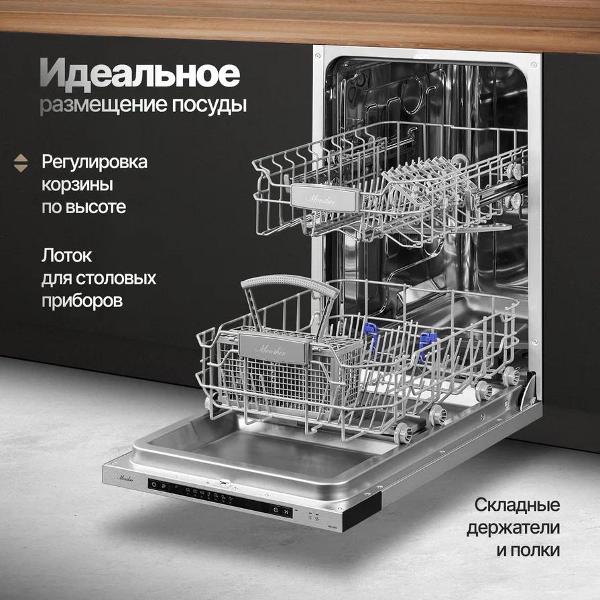 Идеальное
размещение посуды
Регулировка
корзины
по высоте
Лоток
для столовых
приборов
Складные
держатели
и полки